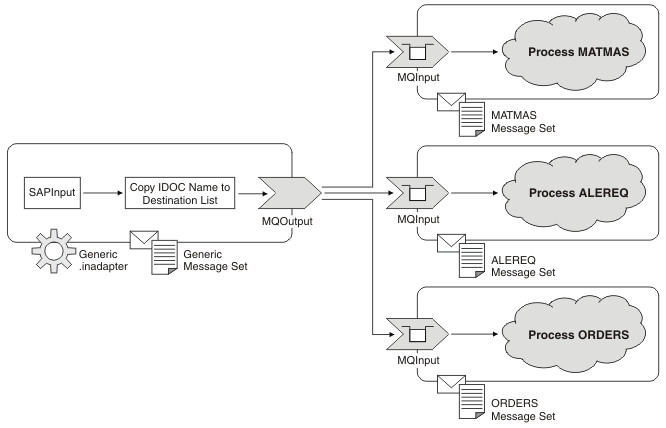 SAPInput
Copy IDOC Name to
Destination List
MQOutput
Generic
.inadapter
Generic
Message Set
MQInput
Process MATMAS
MATMAS
Message Set
MQInput
Process ALEREQ
ALEREQ
Message Set
MQInput
Process ORDERS
ORDERS
Message Set